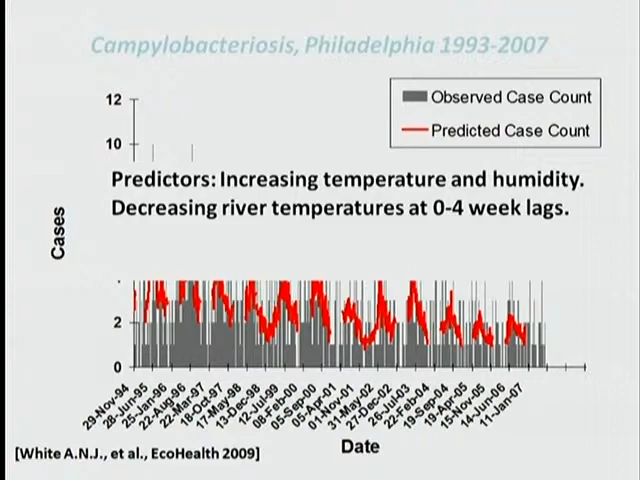 Campylobacteriosis, Philadelphia 1993-2007
Observed Case Count
Predicted Case Count
12
10
Predictors: Increasing temperature and humidity.
Decreasing river temperatures at 0-4 week lags.
Cases
2
0
29-Nov-94
28-Jun-95
25-Jan-96
22-Aug-96
22-Mar-97
18-Oct-97
17-May-98
13-Dec-98
12-Jul-99
08-Feb-00
05-Sep-00
05-Apr-01
01-Nov-01
31-May-02
27-Dec-02
26-Jul-03
22-Feb-04
19-Sep-04
19-Apr-05
15-Nov-05
14-Jun-06
11-Jan-07
Date
[White A.N.J., et al., EcoHealth 2009]